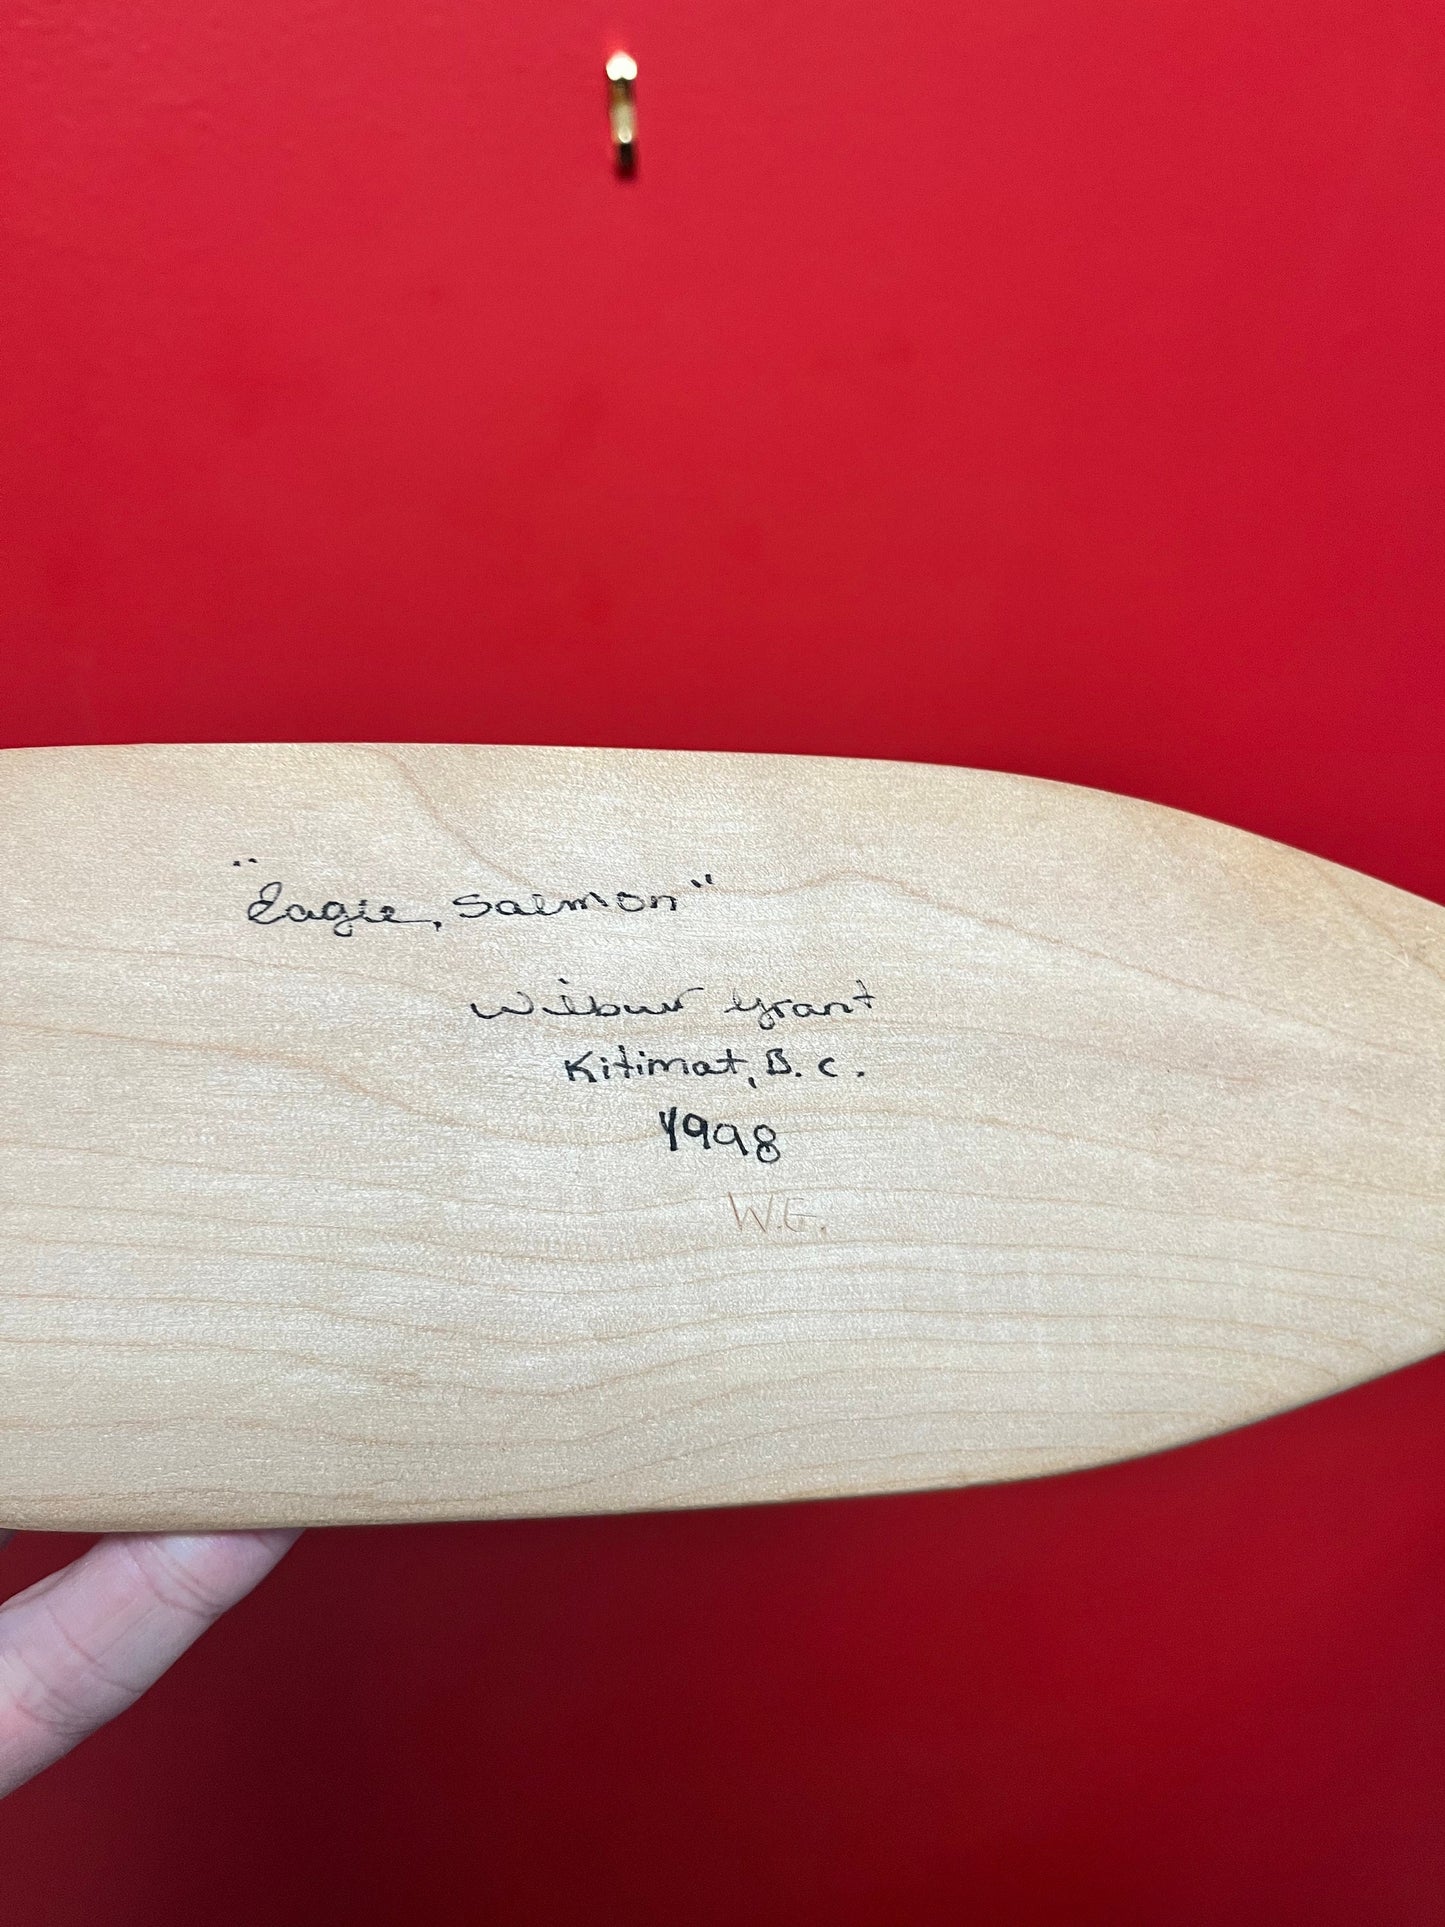 "Eagle, Salmon"
Wilbur Grant
Kitimat, B.C.
1998
W.G.